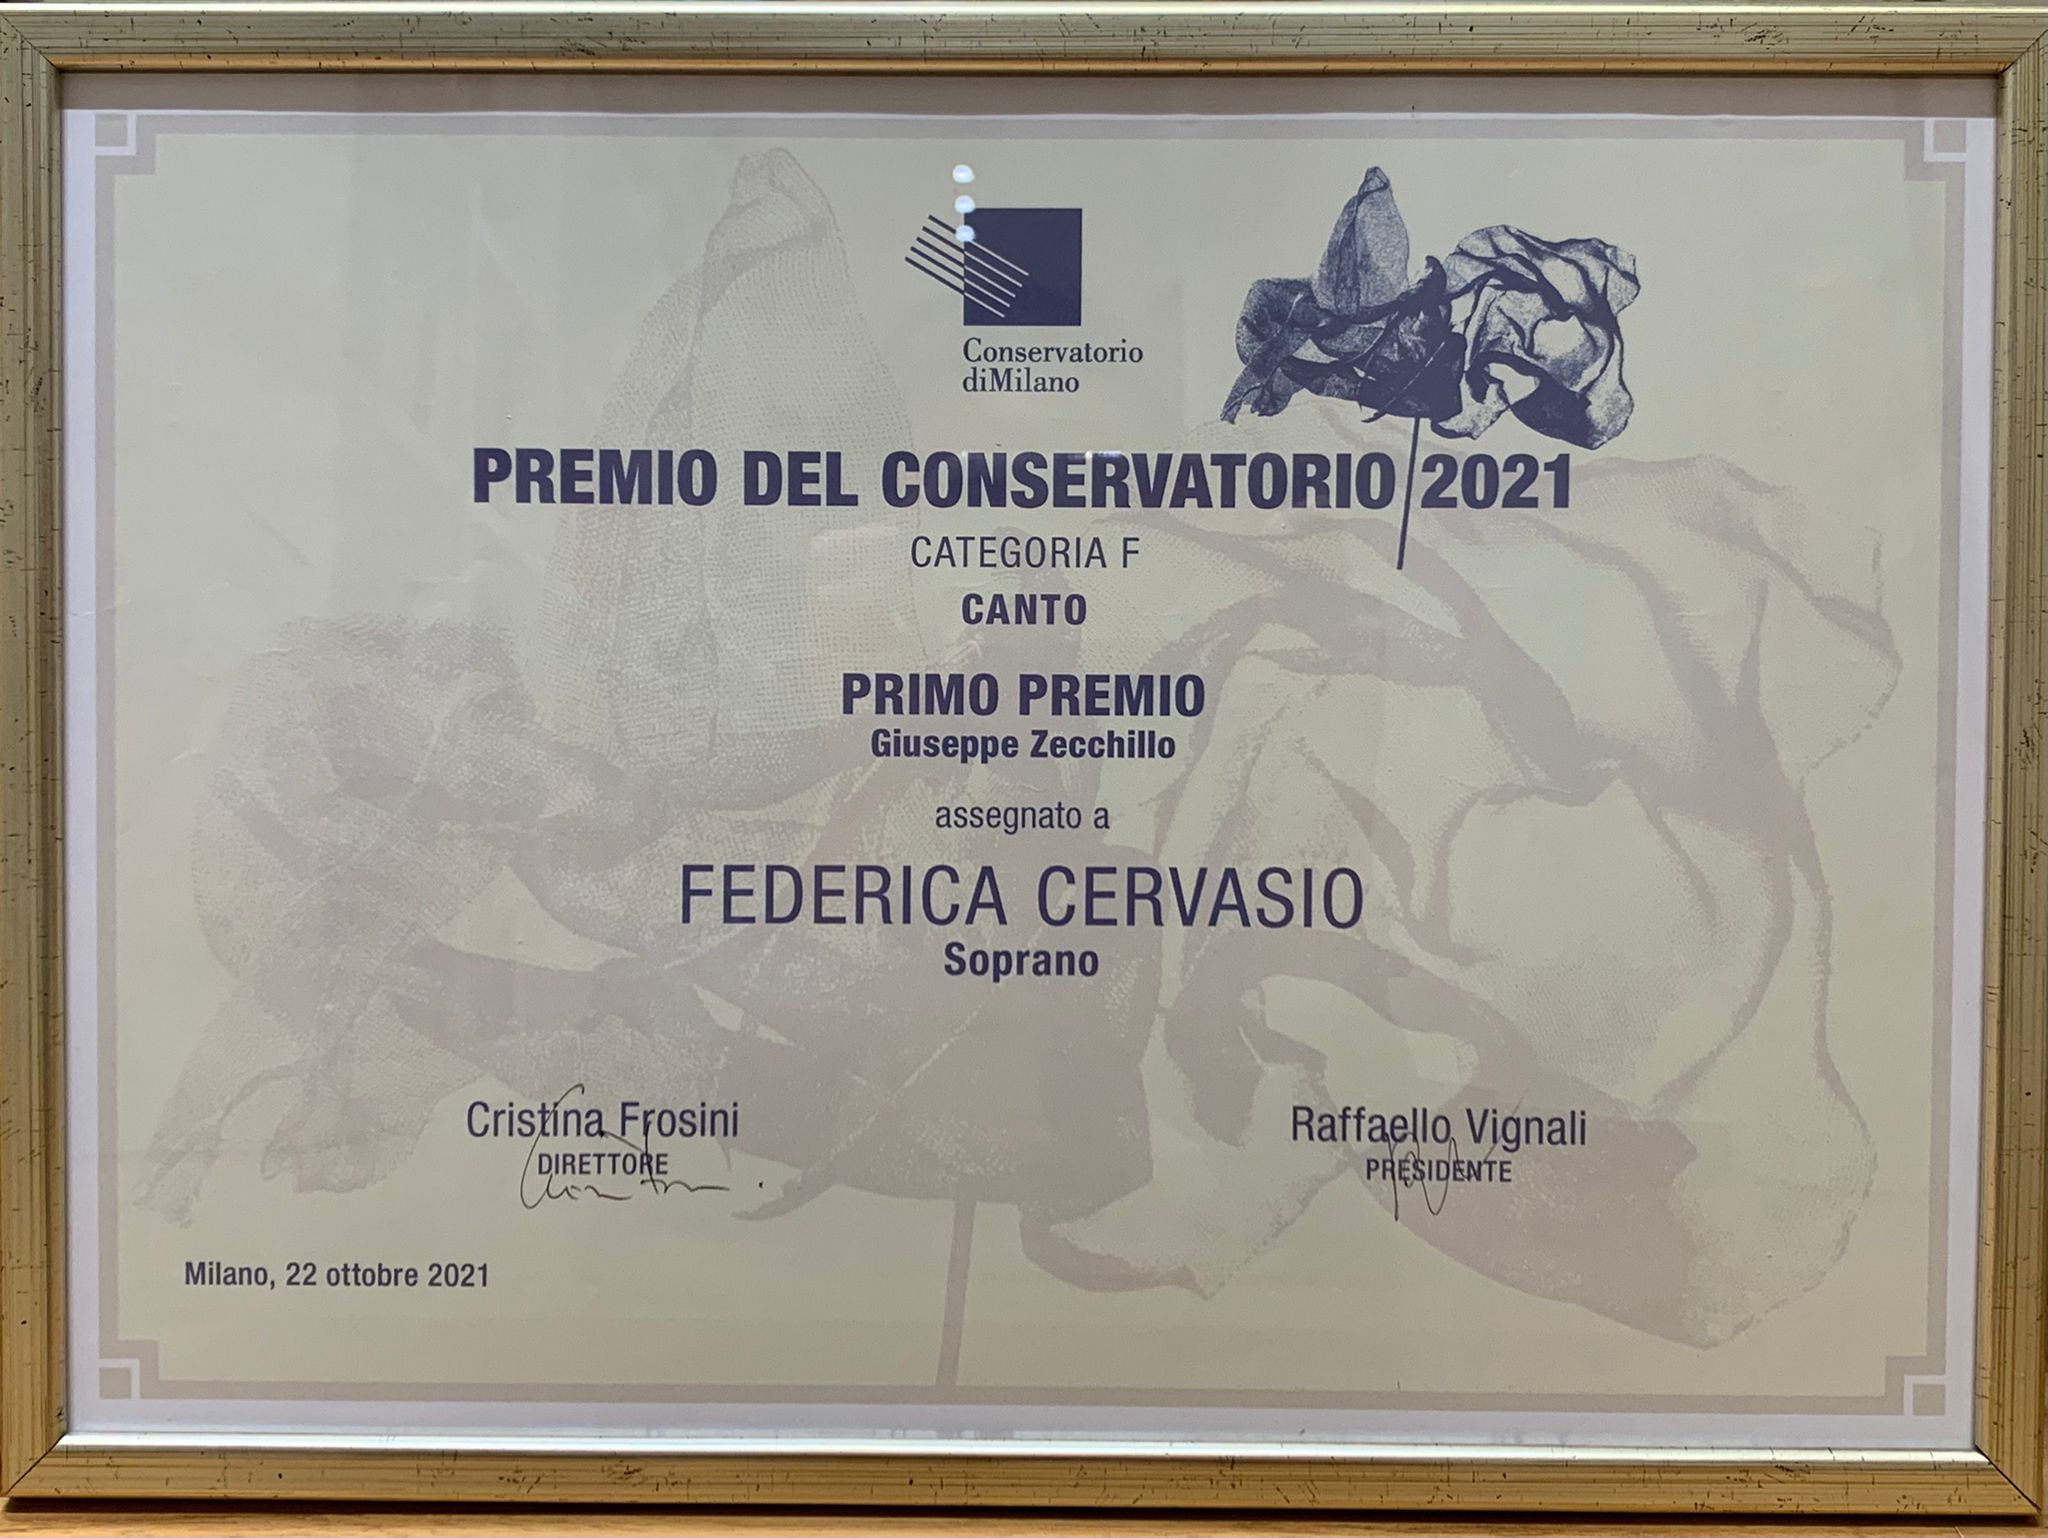 Conservatorio
diMilano
PREMIO DEL CONSERVATORIO 2021
CATEGORIA F
CANTO
PRIMO PREMIO
Giuseppe Zecchillo
assegnato a
FEDERICA CERVASIO
Soprano
Cristina Frosini
DIRETTORE
Raffaello Vignali
PRESIDENTE
Milano, 22 ottobre 2021